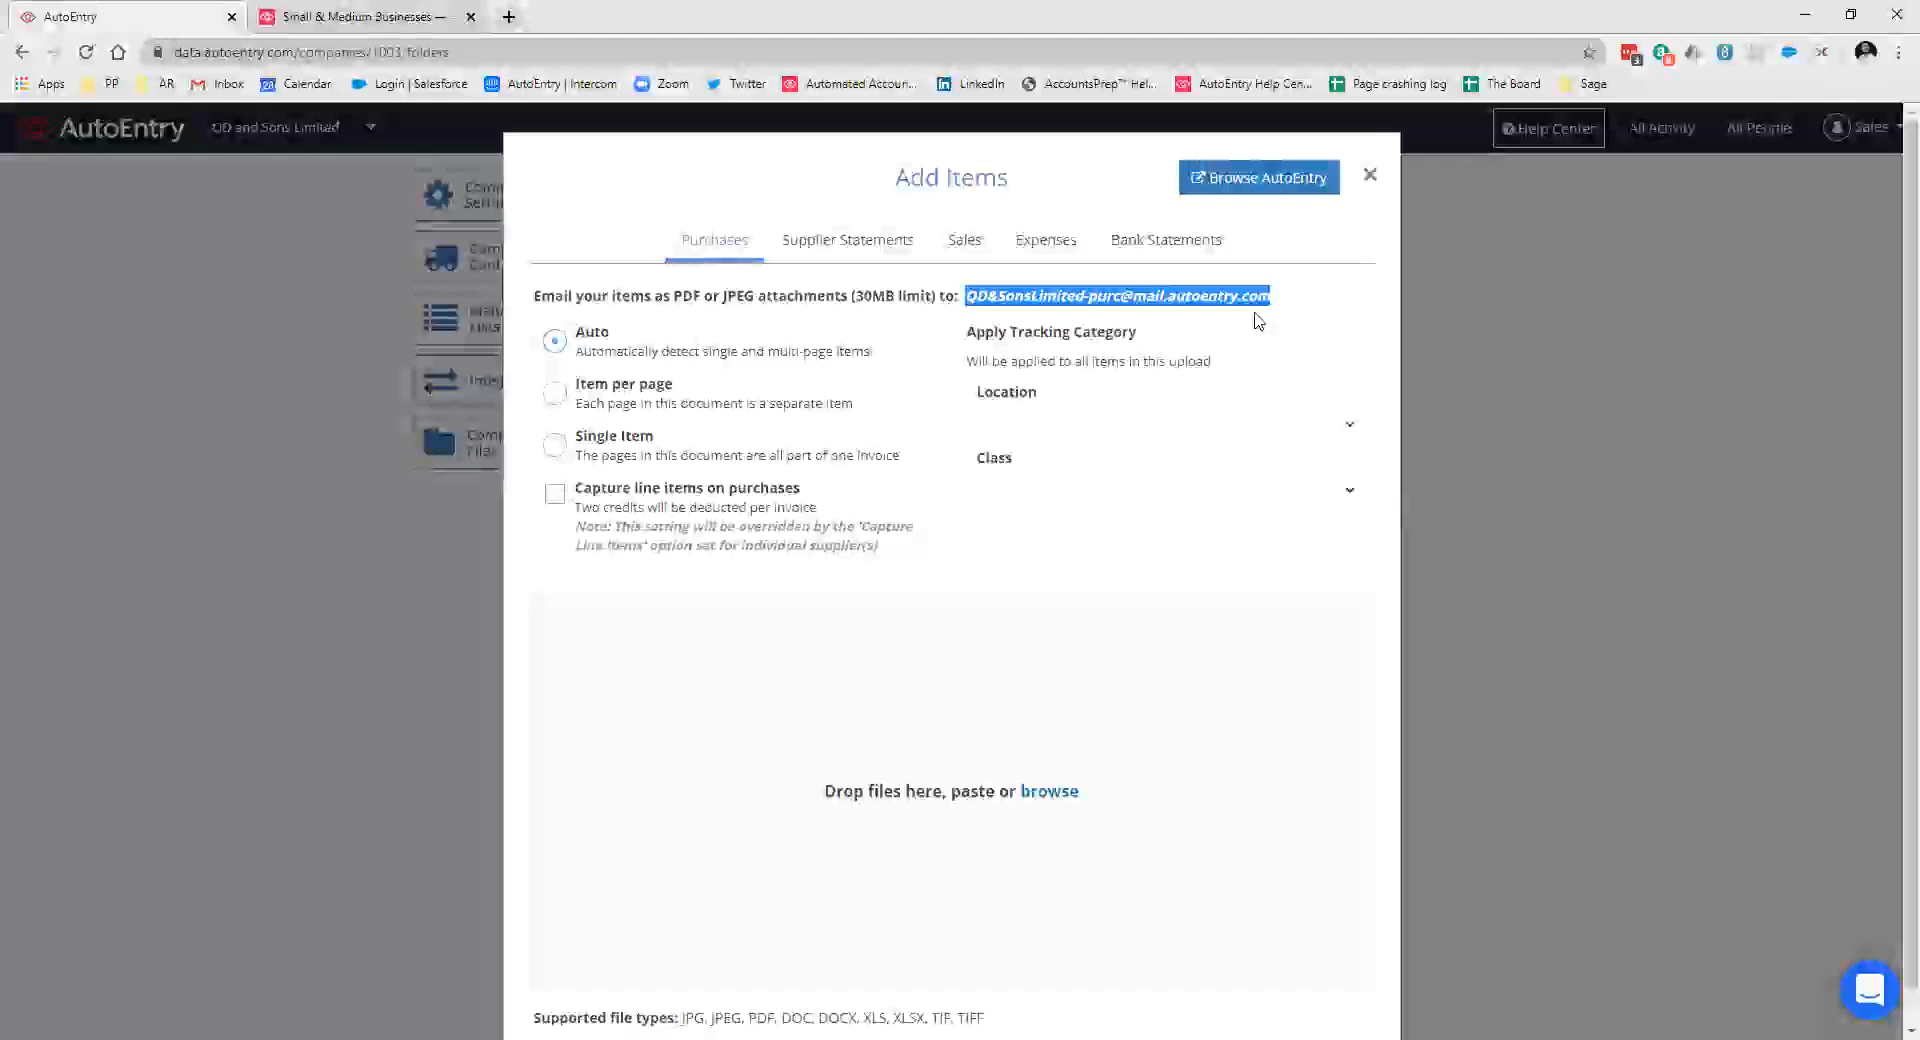 AutoEntry
Small & Medium Businesses —
data.autoentry.com/companies/1003/folders
Apps PP AR Inbox Calendar Login | Salesforce AutoEntry | Intercom Zoom Twitter Automated Accoun... LinkedIn AccountsPrep™ Hel... AutoEntry Help Cen... Page crashing log The Board Sage
AutoEntry QD and Sons Limited Help Center All Activity All People Sales
Add Items
Browse AutoEntry
Purchases Supplier Statements Sales Expenses Bank Statements
Email your items as PDF or JPEG attachments (30MB limit) to: QD&SonsLimited-purc@mail.autoentry.com
Auto
Automatically detect single and multi-page items
Item per page
Each page in this document is a separate item
Single Item
The pages in this document are all part of one invoice
Capture line items on purchases
Two credits will be deducted per invoice
Note: This setting will be overridden by the 'Capture
Line Items' option set for individual supplier(s)
Apply Tracking Category
Will be applied to all items in this upload
Location
Class
Drop files here, paste or browse
Supported file types: JPG, JPEG, PDF, DOC, DOCX, XLS, XLSX, TIF, TIFF